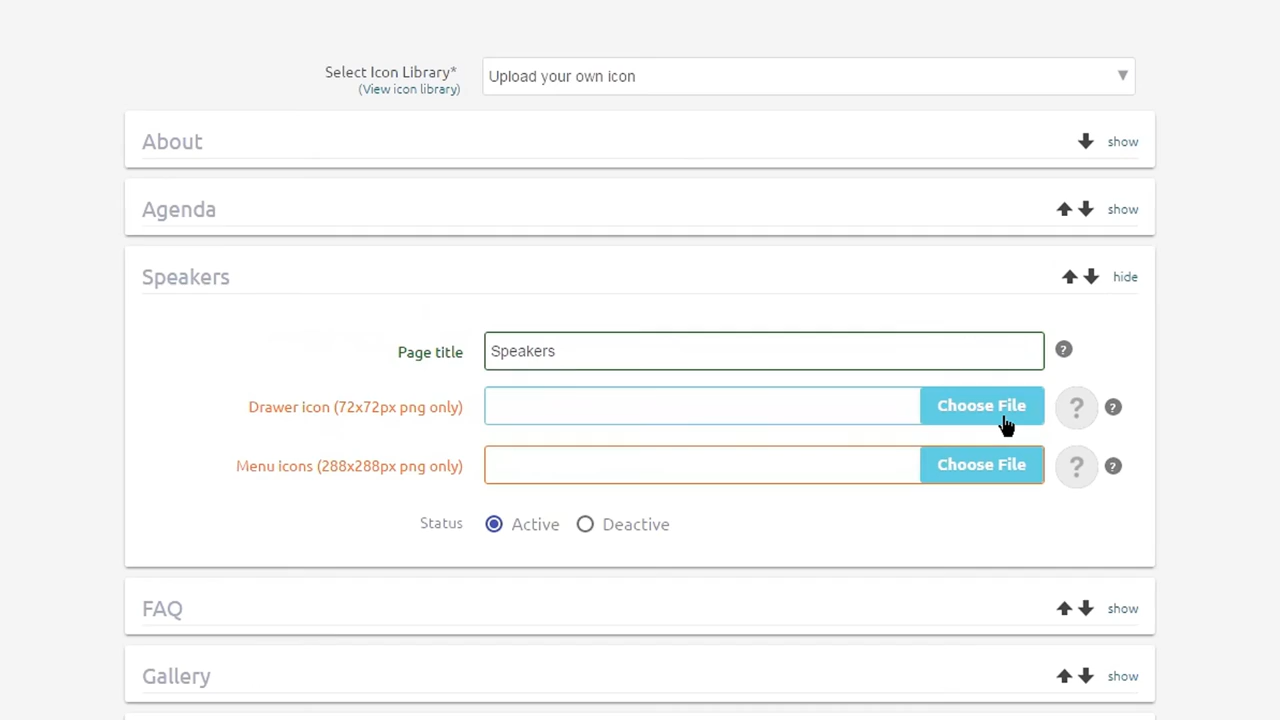 Select Icon Library*
Upload your own icon
(View icon library)
About
show
Agenda
show
Speakers
hide
Page title
Speakers
?
Drawer icon (72x72px png only)
Choose File
?
?
Menu icons (288x288px png only)
Choose File
?
?
Status
Active
Deactive
FAQ
show
Gallery
show